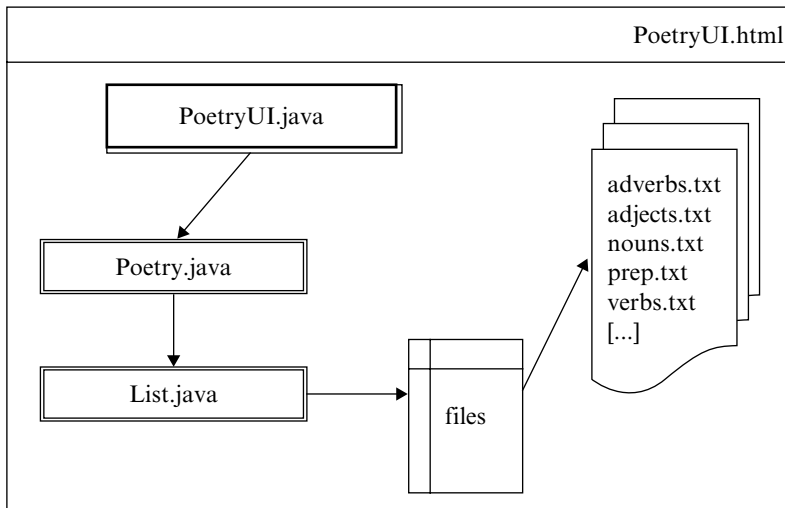 PoetryUI.html
PoetryUI.java
Poetry.java
List.java
files
adverbs.txt
adjects.txt
nouns.txt
prep.txt
verbs.txt
[...]